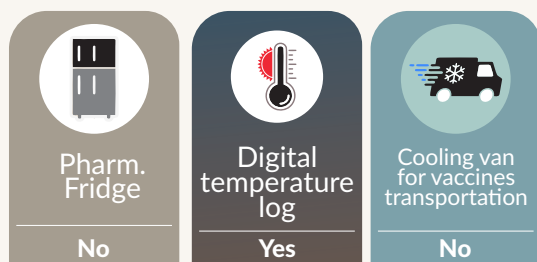 Pharm.
Fridge
No
Digital
temperature
log
Yes
Cooling van
for vaccines
transportation
No